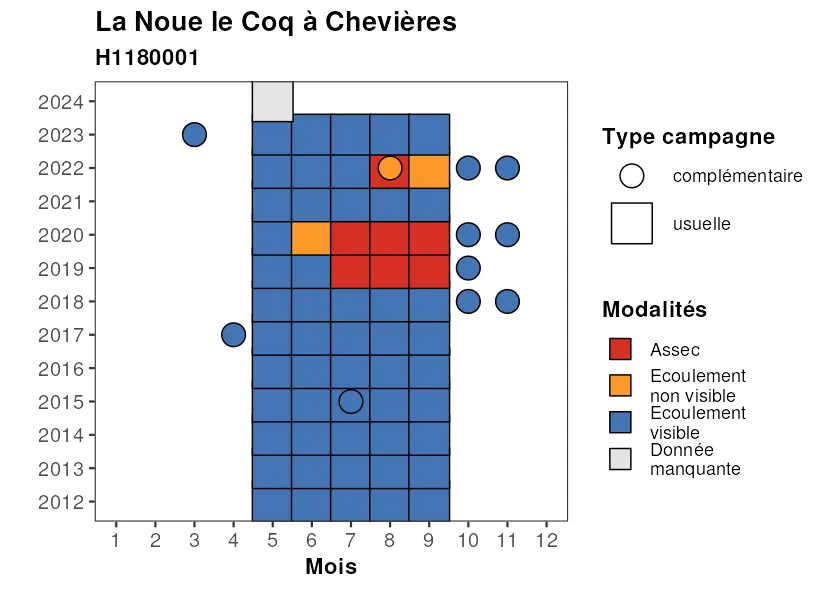 La Noue le Coq à Chevières
H1180001
2024
2023
2022
2021
2020
2019
2018
2017
2016
2015
2014
2013
2012
1 2 3 4 5 6 7 8 9 10 11 12
Mois
Type campagne
complémentaire
usuelle
Modalités
Assec
Ecoulement
non visible
Ecoulement
visible
Donnée
manquante